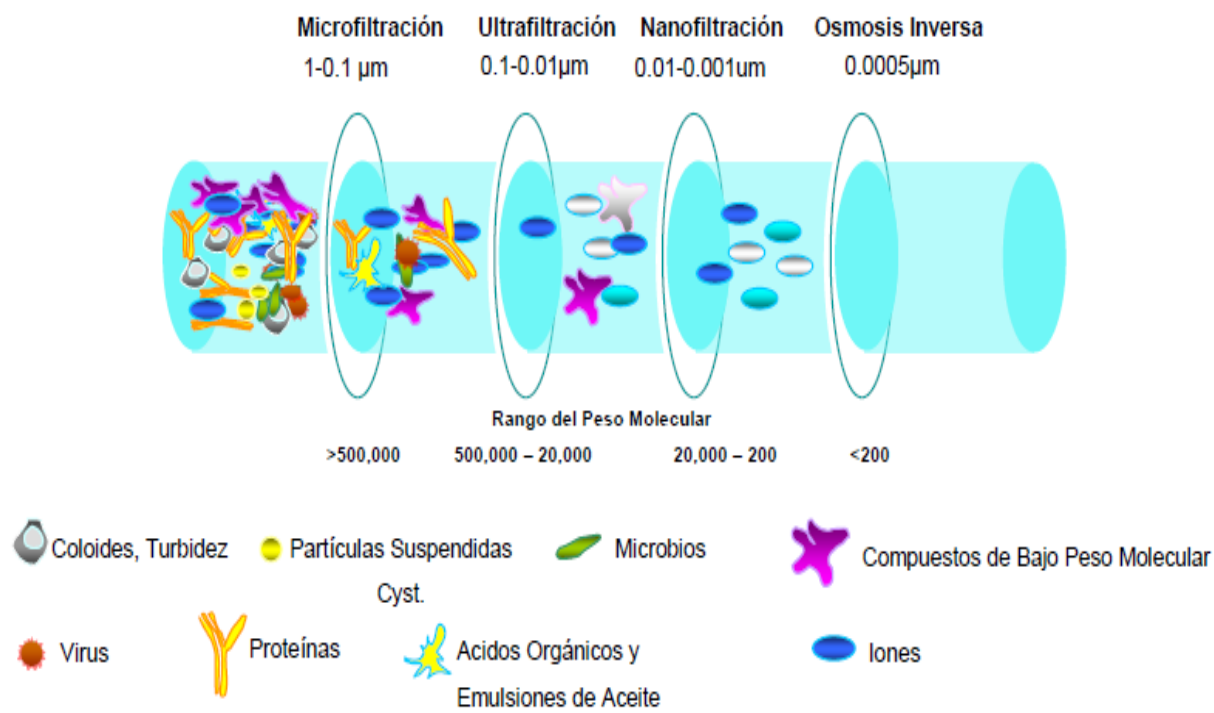 Microfiltración Ultrafiltración Nanofiltración Osmosis Inversa
1-0.1 µm 0.1-0.01µm 0.01-0.001um 0.0005µm
Rango del Peso Molecular
>500,000 500,000 – 20,000 20,000 – 200 <200
Coloides, Turbidez Partículas Suspendidas Microbios Compuestos de Bajo Peso Molecular
Cyst.
Virus Proteínas Acidos Orgánicos y Iones
Emulsiones de Aceite